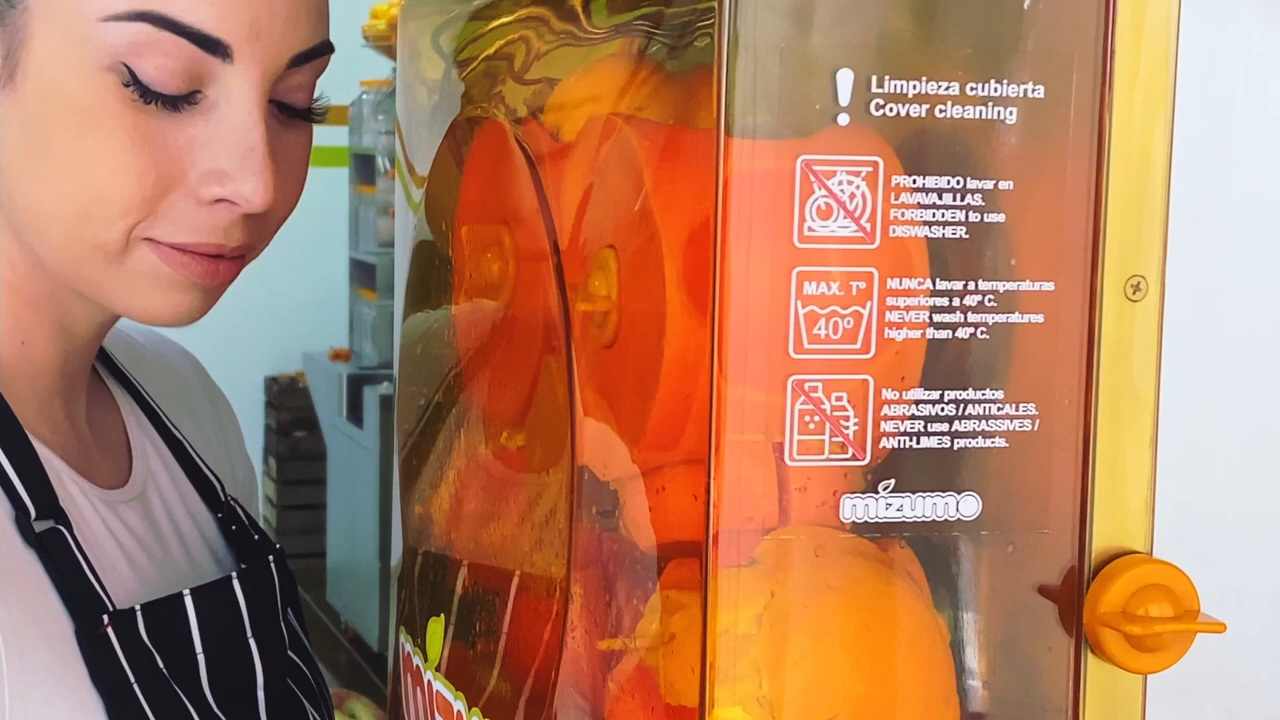 Limpieza cubierta
Cover cleaning
PROHIBIDO lavar en
LAVAVAJILLAS.
FORBIDDEN to use
DISWASHER.
MAX. Tº
40º
NUNCA lavar a temperaturas
superiores a 40º C.
NEVER wash temperatures
higher than 40º C.
No utilizar productos
ABRASIVOS / ANTICALES.
NEVER use ABRASSIVES /
ANTI-LIMES products.
mizumo